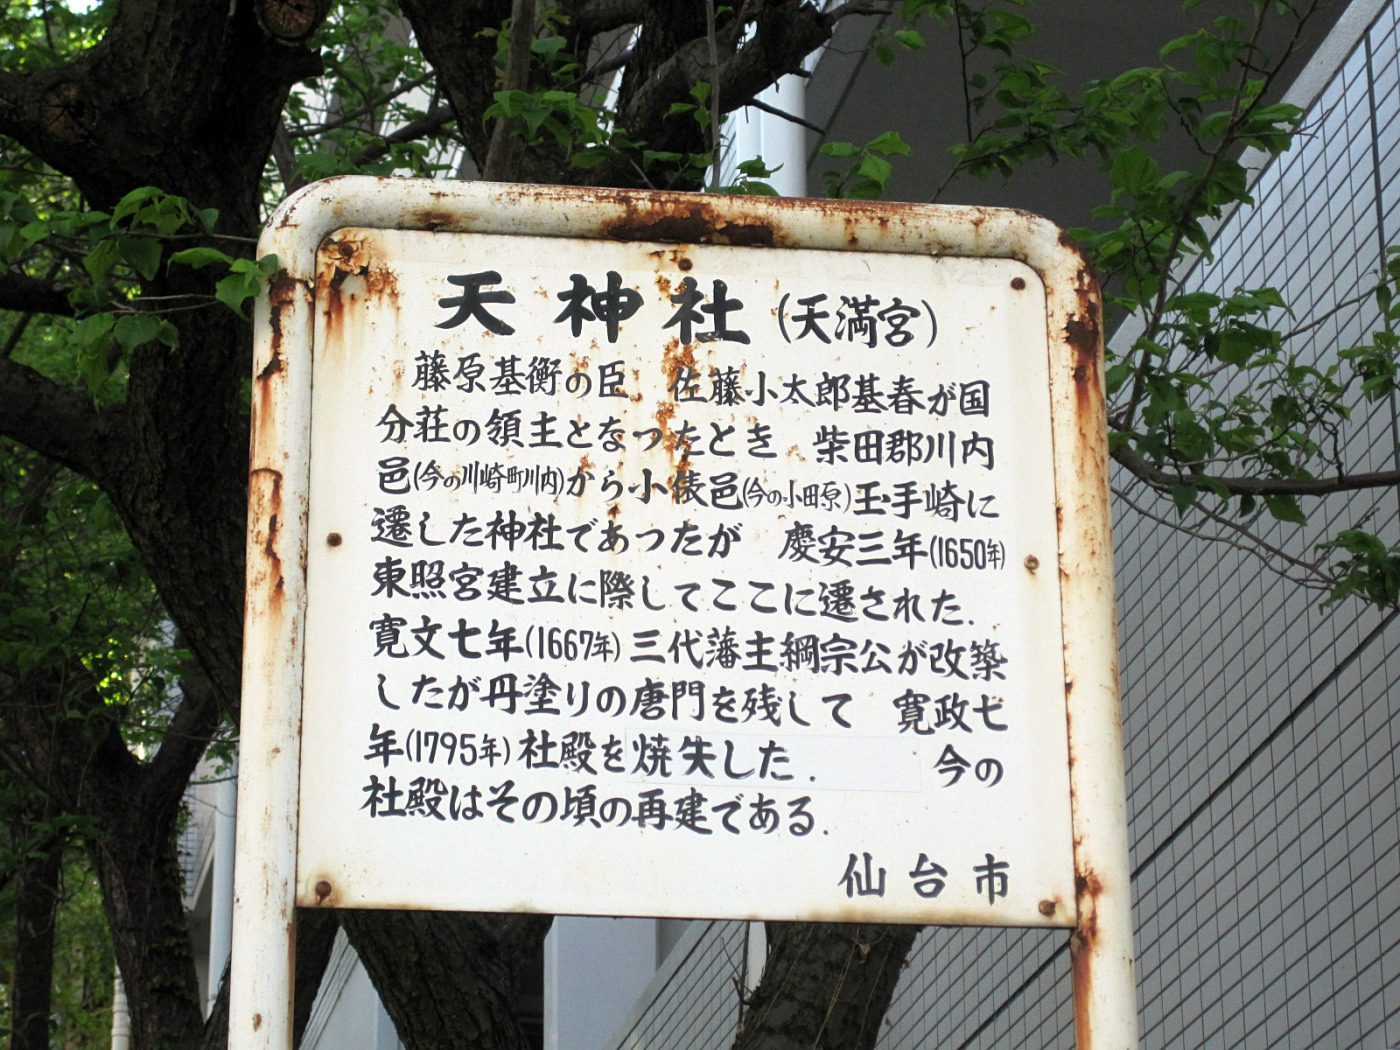 天神社(天満宮)
藤原基衡の臣 佐藤小太郎基春が国
分荘の領主となったとき 柴田郡川内
邑(今の川崎町川内)から小俵邑(今の小田原)玉手崎に
遷した神社であったが 慶安三年(1650年)
東照宮建立に際してここに遷された.
寛文七年(1667年)三代藩主綱宗公が改築
したが丹塗りの唐門を残して 寛政七
年(1795年)社殿を焼失した. 今の
社殿はその頃の再建である.
仙台市